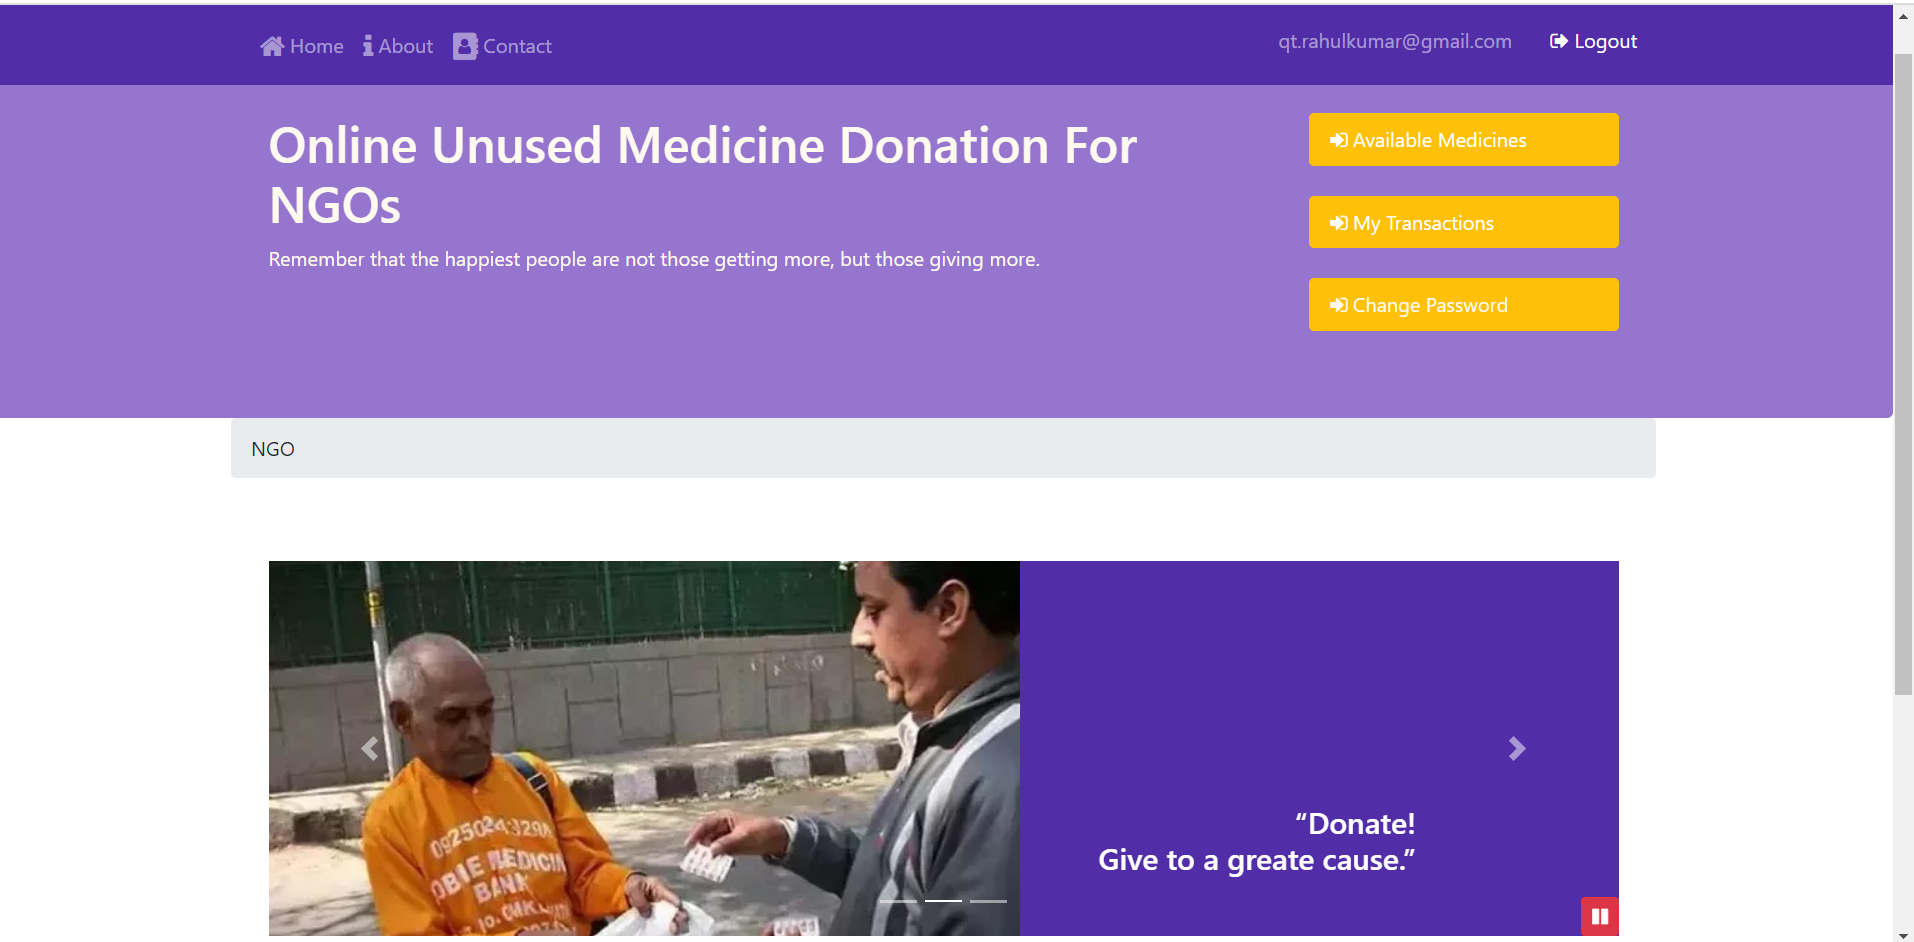 Home About Contact qt.rahulkumar@gmail.com Logout
Online Unused Medicine Donation For
NGOs
Remember that the happiest people are not those getting more, but those giving more.
Available Medicines
My Transactions
Change Password
NGO
MEDICIN
BANK
“Donate!
Give to a greate cause.”